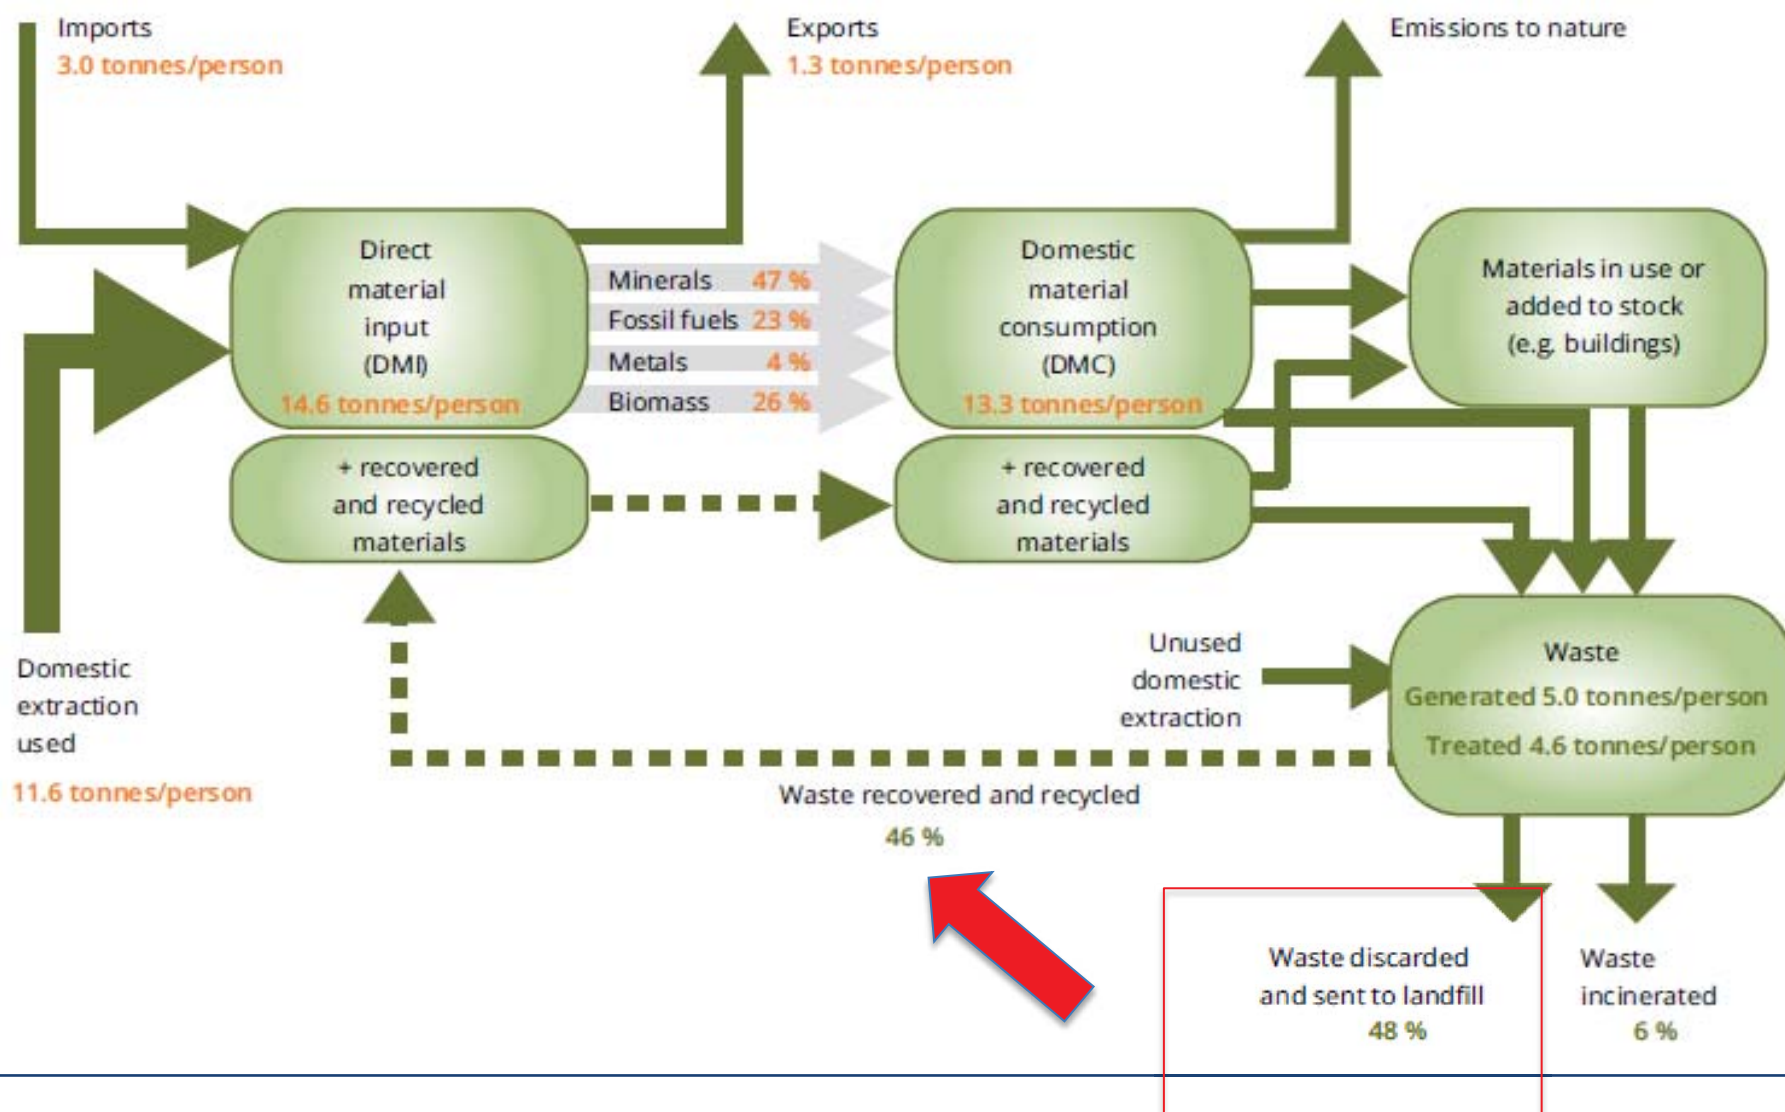 Imports
3.0 tonnes/person
Exports
1.3 tonnes/person
Emissions to nature
Direct
material
input
(DMI)
14.6 tonnes/person
Minerals 47 %
Fossil fuels 23 %
Metals 4 %
Biomass 26 %
Domestic
material
consumption
(DMC)
13.3 tonnes/person
Materials in use or
added to stock
(e.g. buildings)
+ recovered
and recycled
materials
+ recovered
and recycled
materials
Domestic
extraction
used
11.6 tonnes/person
Unused
domestic
extraction
Waste
Generated 5.0 tonnes/person
Treated 4.6 tonnes/person
Waste recovered and recycled
46 %
Waste discarded
and sent to landfill
48 %
Waste
incinerated
6 %